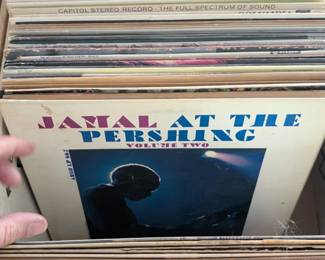 CAPITOL STEREO RECORD - THE FULL SPECTRUM OF SOUND
JAMAL AT THE
PERSHING
VOLUME TWO